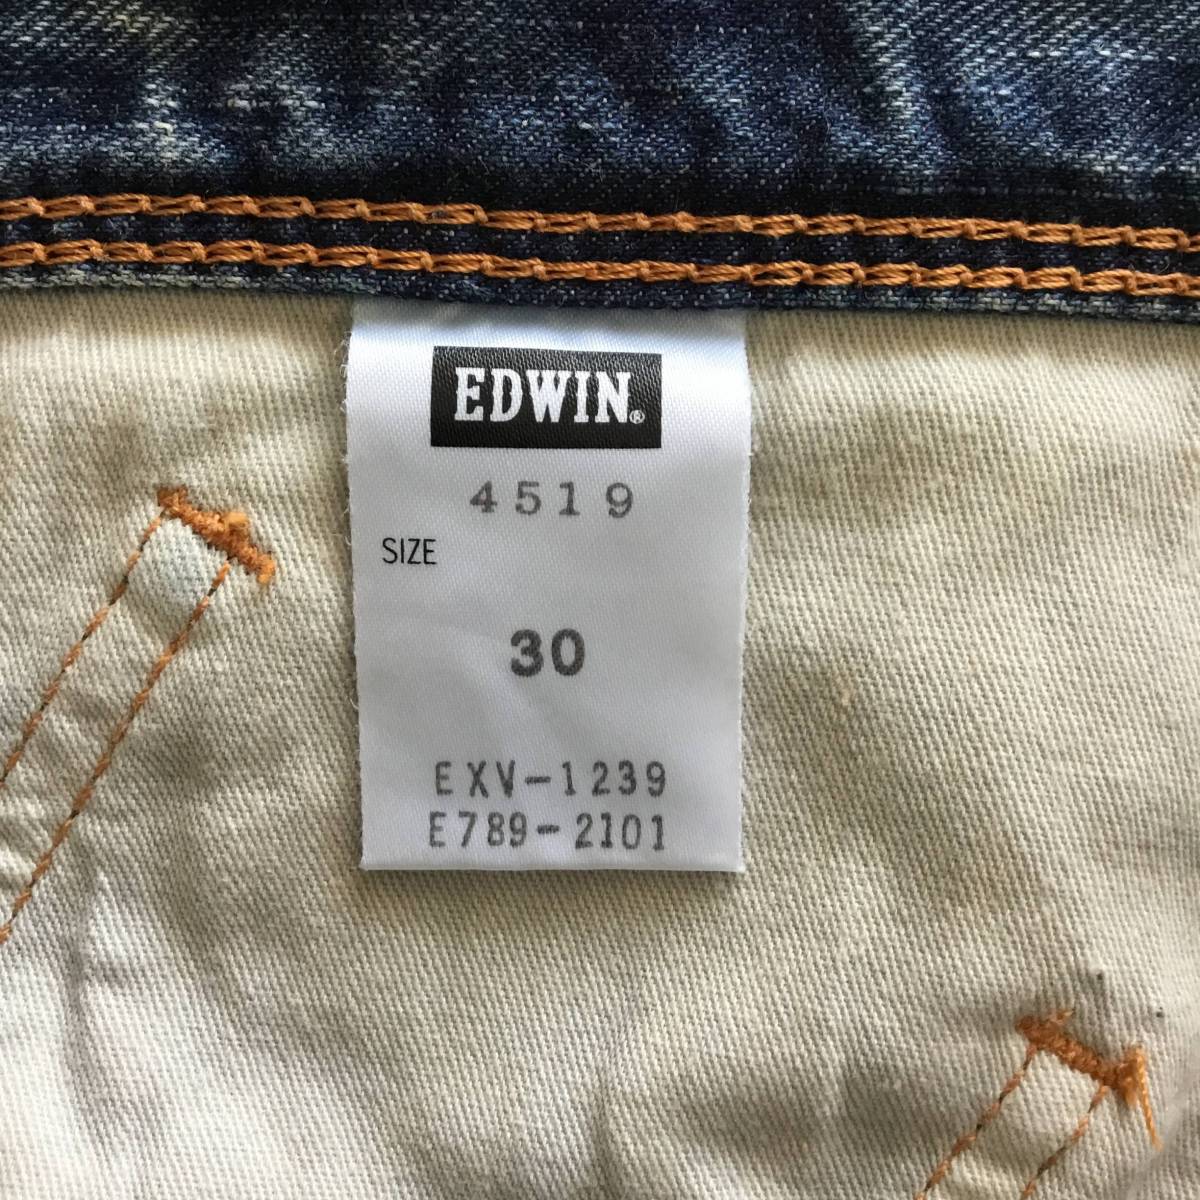 EDWIN®
4519
SIZE
30
EXV-1239
E789-2101